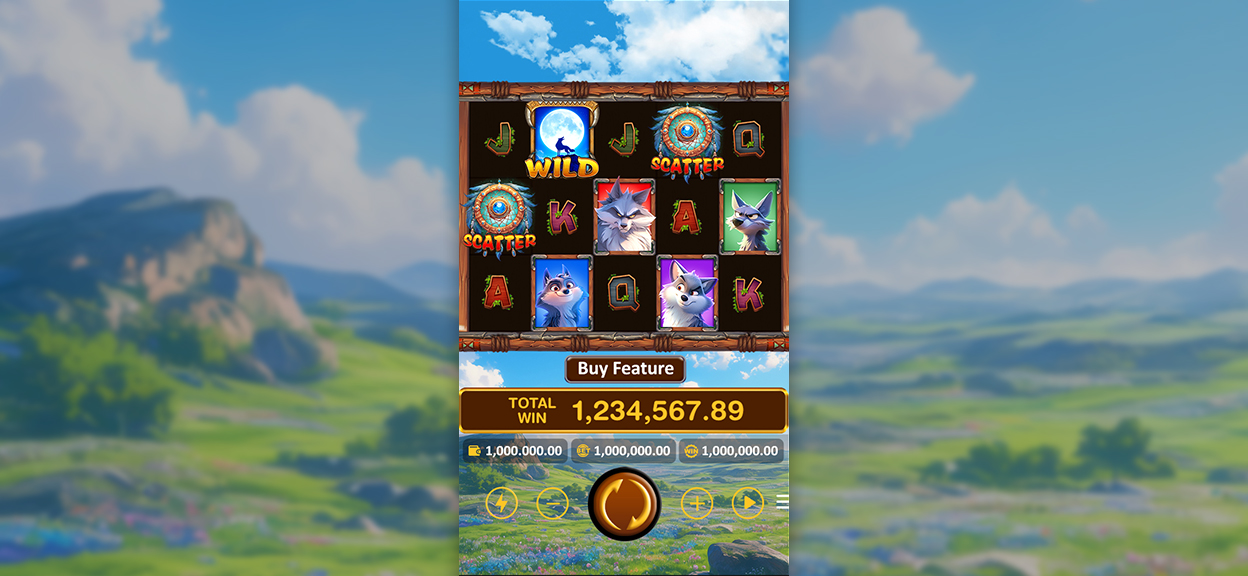 J
WILD
J
SCATTER
Q
SCATTER
K
A
A
Q
K
Buy Feature
TOTAL
WIN
1,234,567.89
1,000.000.00
BET
1,000,000.00
WIN
1,000,000.00